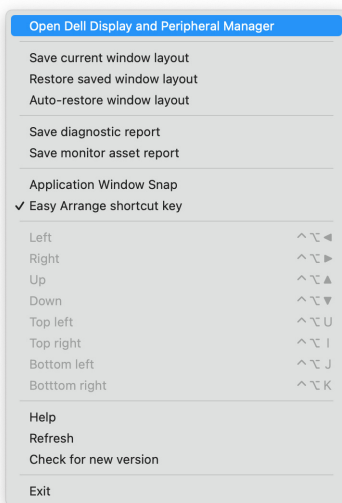 Open Dell Display and Peripheral Manager
Save current window layout
Restore saved window layout
Auto-restore window layout
Save diagnostic report
Save monitor asset report
Application Window Snap
✓ Easy Arrange shortcut key
Left ^⌥◀
Right ^⌥▶
Up ^⌥▲
Down ^⌥▼
Top left ^⌥U
Top right ^⌥I
Bottom left ^⌥J
Botttom right ^⌥K
Help
Refresh
Check for new version
Exit